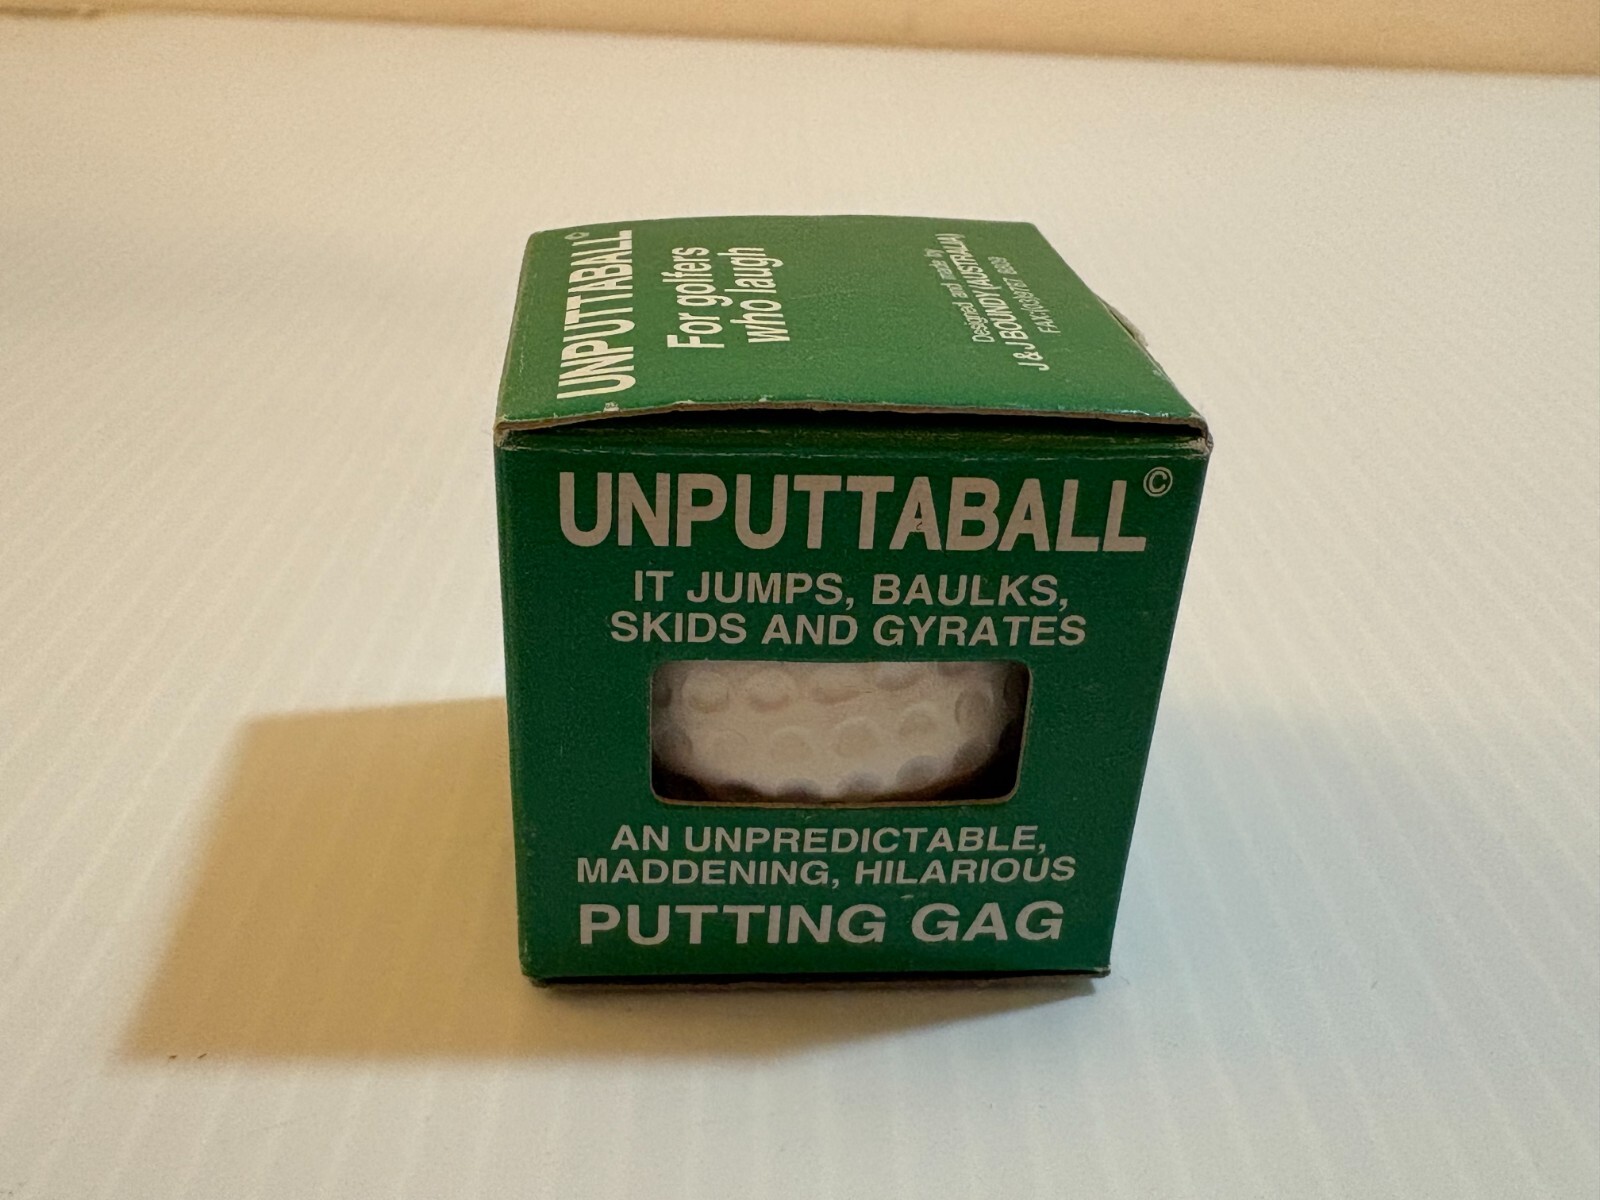 UNPUTTABALL©
For golfers
who laugh
Designed and made by
J & J BOUNDY (AUSTRALIA)
UNPUTTABALL©
IT JUMPS, BAULKS,
SKIDS AND GYRATES
AN UNPREDICTABLE,
MADDENING, HILARIOUS
PUTTING GAG